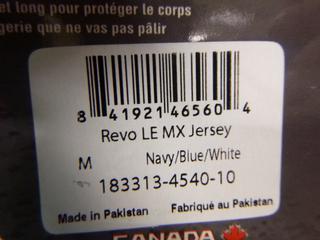 et long pour protéger le corps
gerie que ne vas pas pâlir
8 41921 46560 4
Revo LE MX Jersey
M Navy/Blue/White
183313-4540-10
Made in Pakistan Fabriqué au Pakistan
CANADA